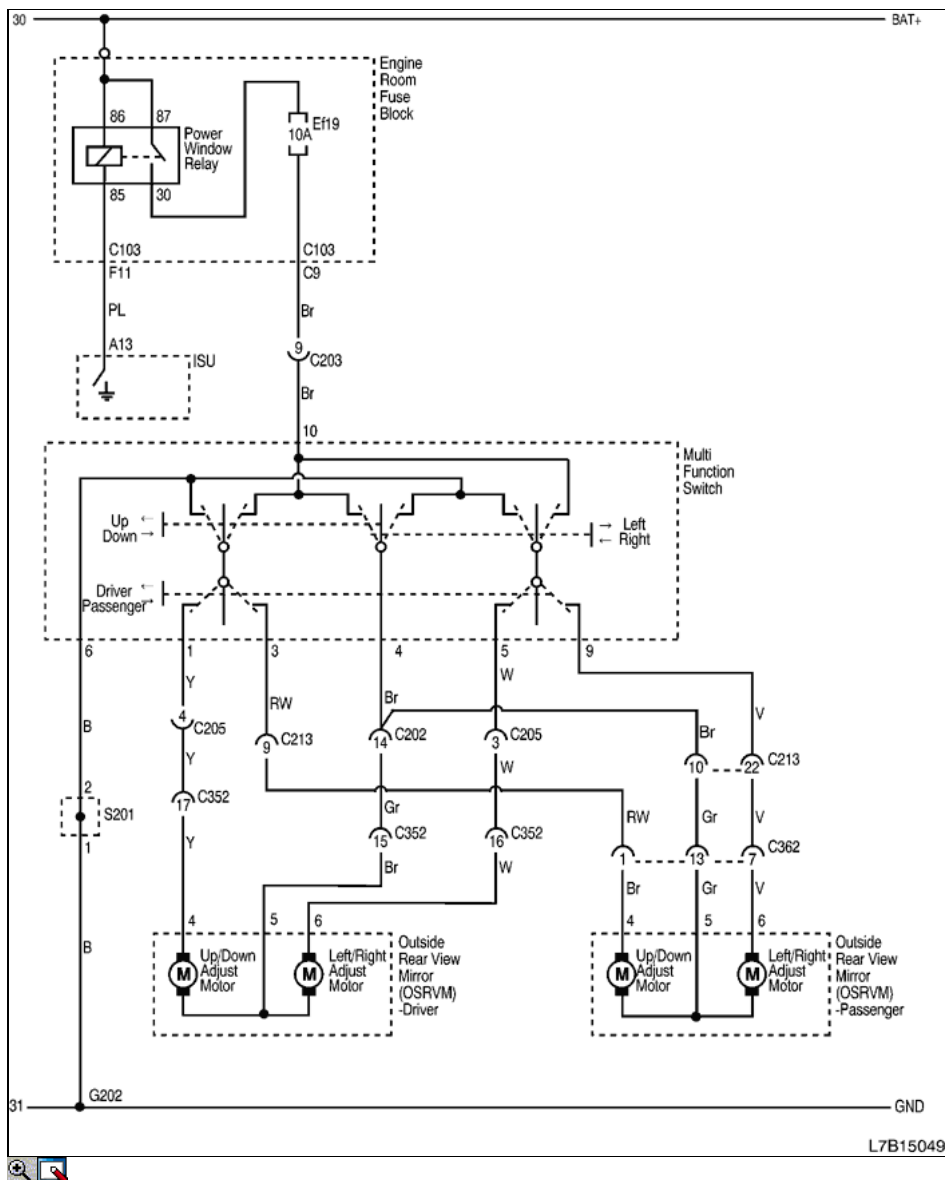 30
BAT+
Engine
Room
Fuse
Block
86 87
Power
Window
Relay
Ef19
10A
85 30
C103
C103
F11
C9
PL
Br
A13
ISU
9
C203
Br
10
Multi
Function
Switch
Up ←
Down →
→ Left
← Right
Driver ←
Passenger →
6 1 3 4 5 9
Y
RW
Br
W
V
4
C205
9
C213
14
C202
3
C205
Br
10
22
C213
B
Y
W
2
S201
1
17
C352
Gr
RW
Gr
V
15
C352
16
C352
1
13
7
C362
Y
Br
W
Br
Gr
V
B
4 5 6
4 5 6
Up/Down
Adjust
Motor
M
Left/Right
Adjust
Motor
M
Outside
Rear View
Mirror
(OSRVM)
-Driver
Up/Down
Adjust
Motor
M
Left/Right
Adjust
Motor
M
Outside
Rear View
Mirror
(OSRVM)
-Passenger
G202
31
GND
L7B15049